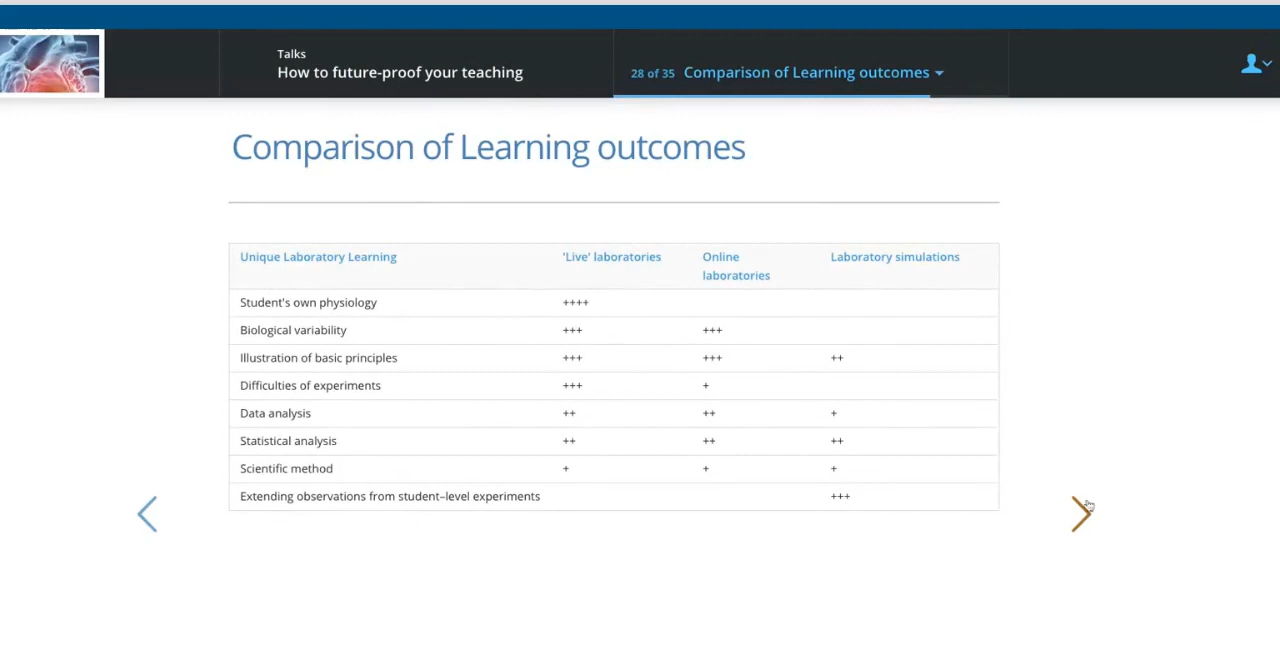 Talks
How to future-proof your teaching
28 of 35 Comparison of Learning outcomes
Comparison of Learning outcomes
Unique Laboratory Learning 'Live' laboratories Online laboratories Laboratory simulations
Student's own physiology ++++
Biological variability +++ +++
Illustration of basic principles +++ +++ ++
Difficulties of experiments +++ +
Data analysis ++ ++ +
Statistical analysis ++ ++ ++
Scientific method + + +
Extending observations from student–level experiments +++